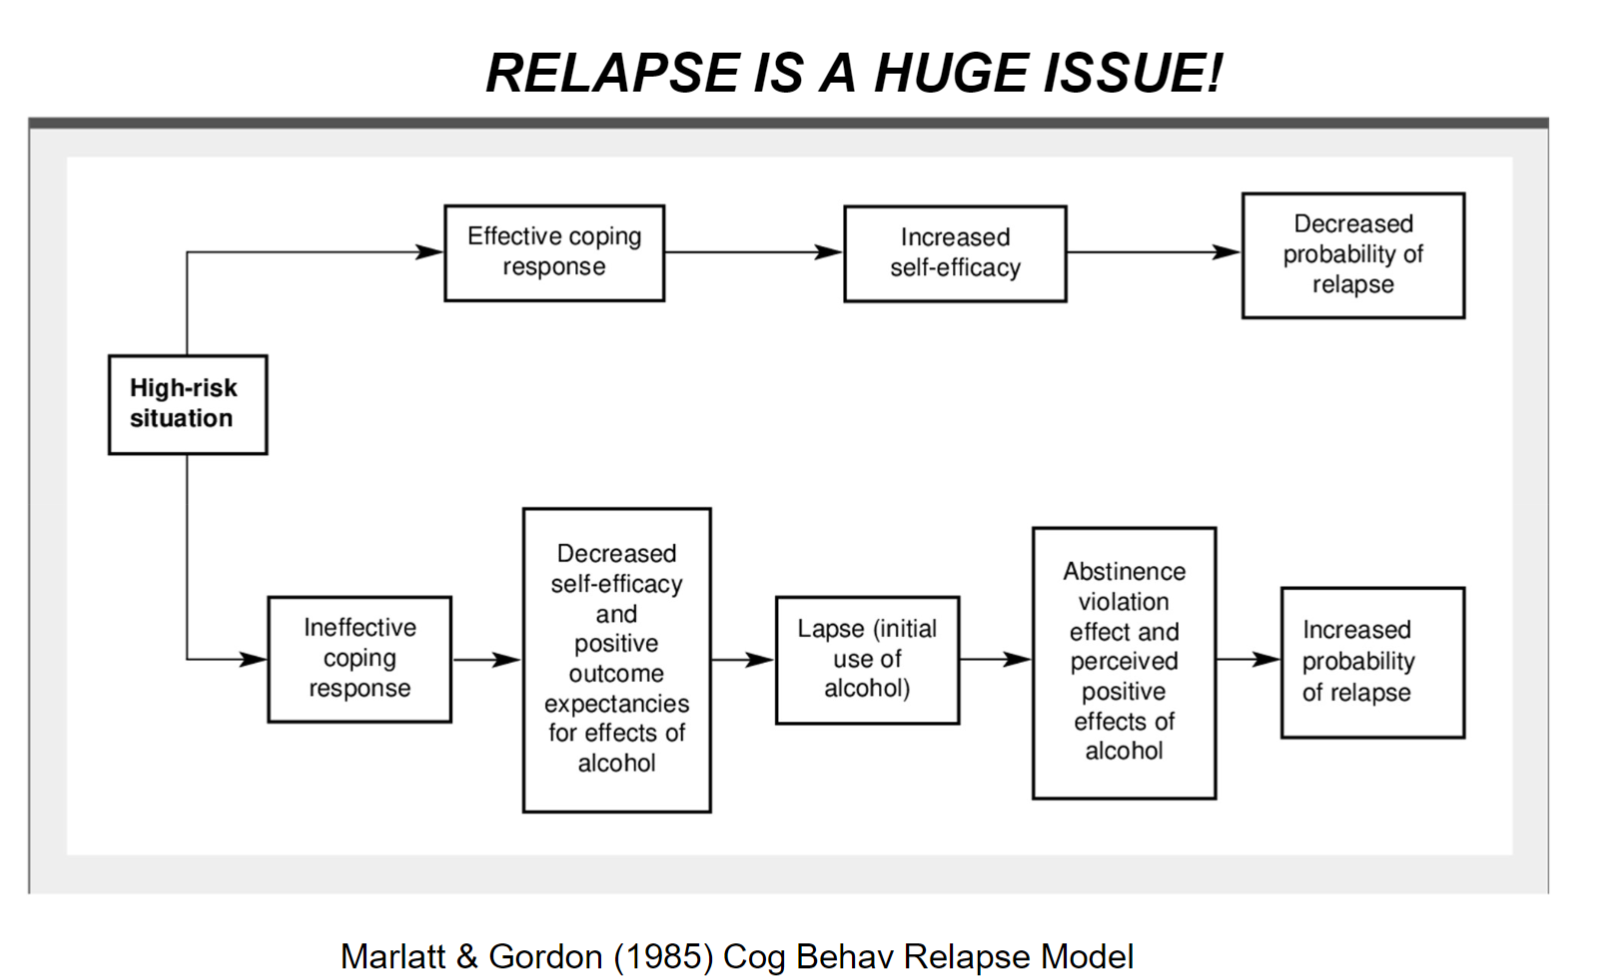 RELAPSE IS A HUGE ISSUE!
Effective coping
response
Increased
self-efficacy
Decreased
probability of
relapse
High-risk
situation
Ineffective
coping
response
Decreased
self-efficacy
and
positive
outcome
expectancies
for effects of
alcohol
Lapse (initial
use of
alcohol)
Abstinence
violation
effect and
perceived
positive
effects of
alcohol
Increased
probability
of relapse
Marlatt & Gordon (1985) Cog Behav Relapse Model